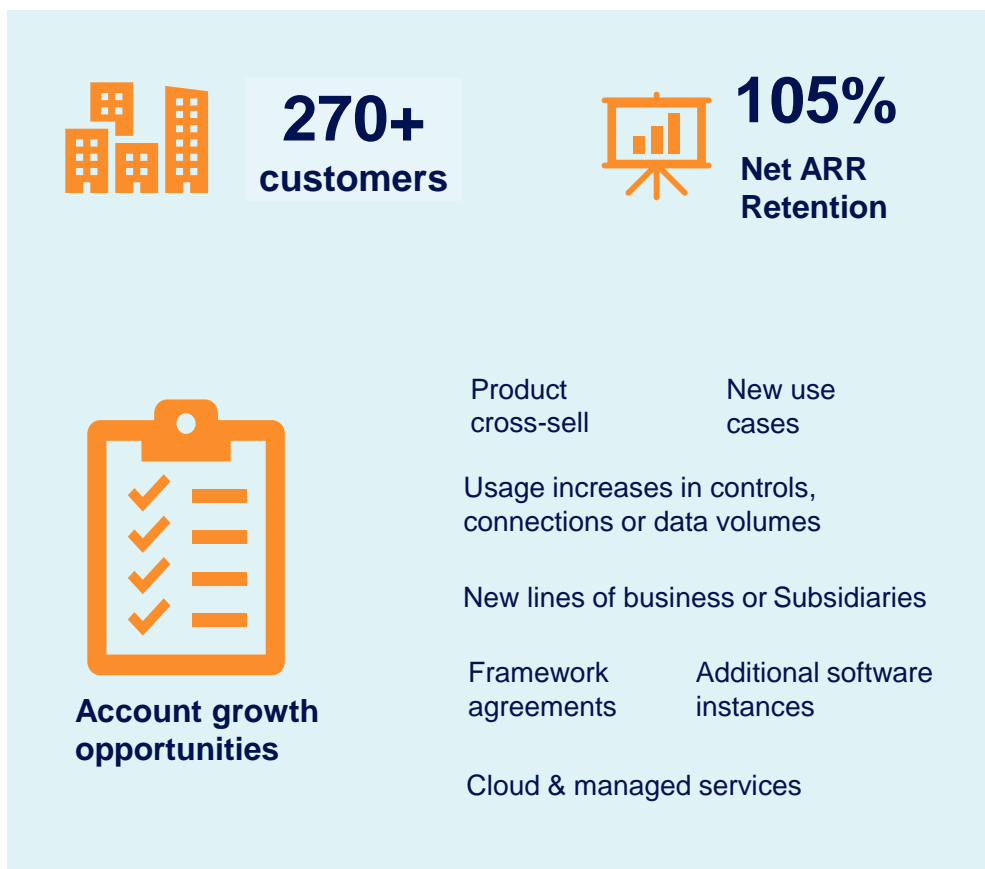 270+
customers
105%
Net ARR
Retention
Account growth
opportunities
Product
cross-sell
New use
cases
Usage increases in controls,
connections or data volumes
New lines of business or Subsidiaries
Framework
agreements
Additional software
instances
Cloud & managed services